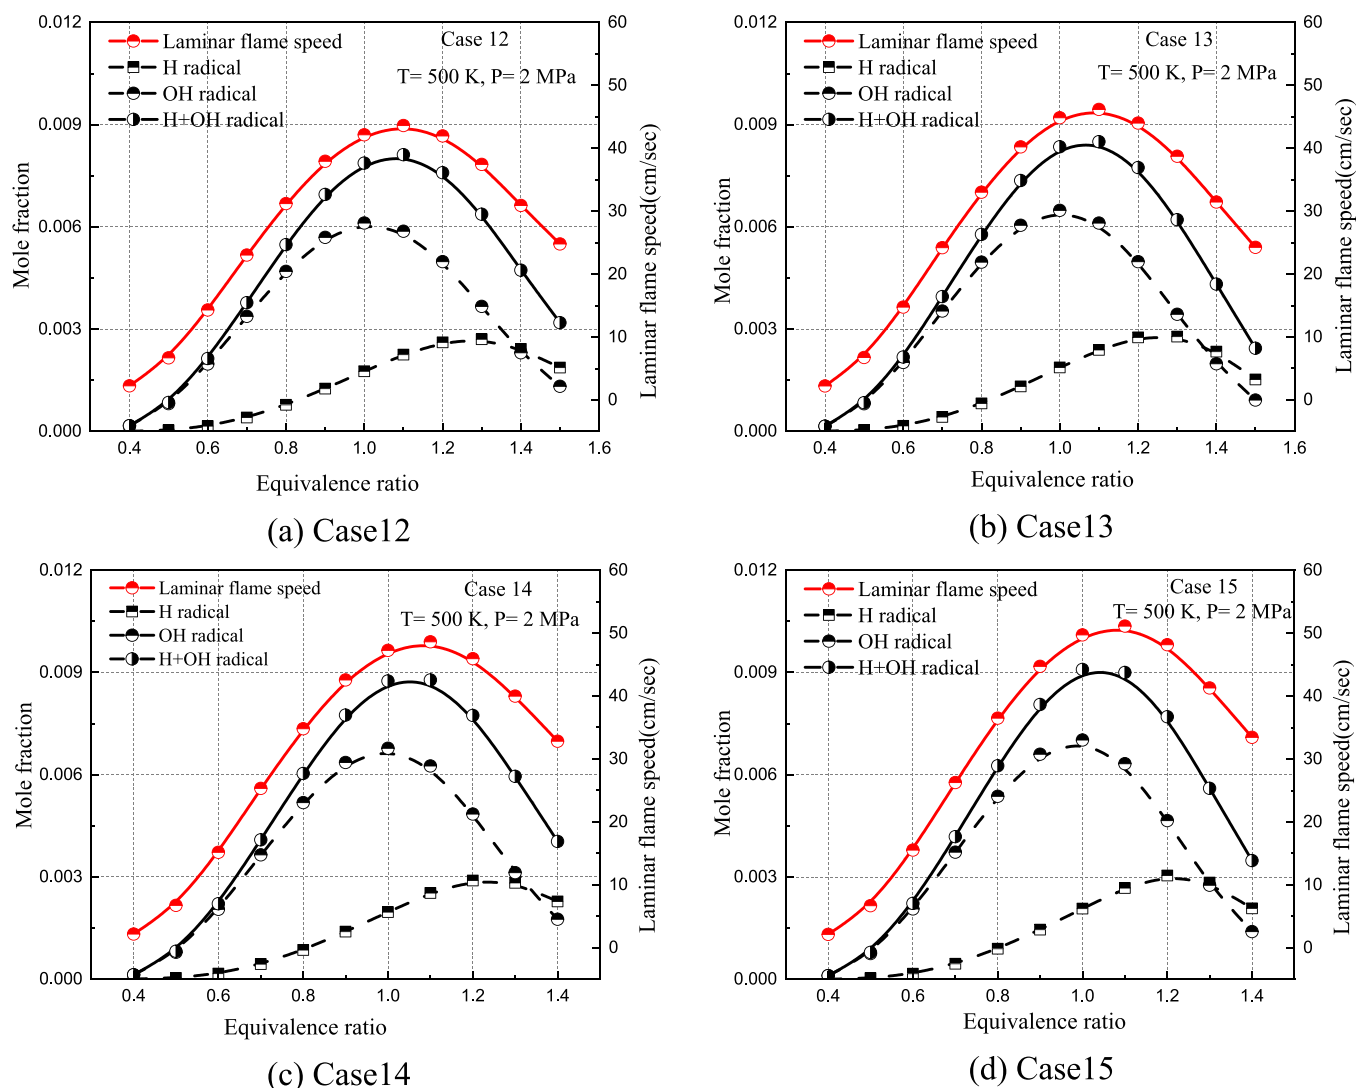 0.012
0.009
0.006
0.003
0.000
Mole fraction
Laminar flame speed
H radical
OH radical
H+OH radical
Case 12
T= 500 K, P= 2 MPa
60
50
40
30
20
10
0
Laminar flame speed(cm/sec)
0.4 0.6 0.8 1.0 1.2 1.4 1.6
Equivalence ratio
(a) Case12
0.012
0.009
0.006
0.003
0.000
Mole fraction
Laminar flame speed
H radical
OH radical
H+OH radical
Case 13
T= 500 K, P= 2 MPa
60
50
40
30
20
10
0
Laminar flame speed(cm/sec)
0.4 0.6 0.8 1.0 1.2 1.4 1.6
Equivalence ratio
(b) Case13
0.012
0.009
0.006
0.003
0.000
Mole fraction
Laminar flame speed
H radical
OH radical
H+OH radical
Case 14
T= 500 K, P= 2 MPa
60
50
40
30
20
10
0
Laminar flame speed(cm/sec)
0.4 0.6 0.8 1.0 1.2 1.4
Equivalence ratio
(c) Case14
0.012
0.009
0.006
0.003
0.000
Mole fraction
Laminar flame speed
H radical
OH radical
H+OH radical
Case 15
T= 500 K, P= 2 MPa
60
50
40
30
20
10
0
Laminar flame speed(cm/sec)
0.4 0.6 0.8 1.0 1.2 1.4
Equivalence ratio
(d) Case15